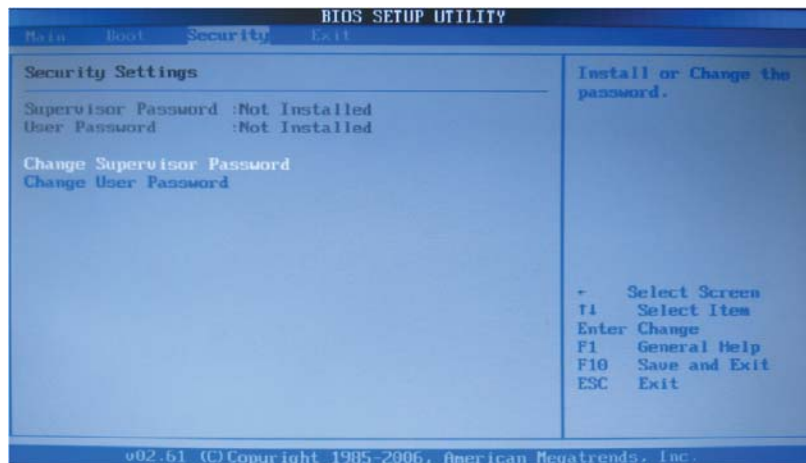 BIOS SETUP UTILITY
Main Boot Security Exit
Security Settings
Supervisor Password :Not Installed
User Password :Not Installed
Change Supervisor Password
Change User Password
Install or Change the
password.
← Select Screen
↑↓ Select Item
Enter Change
F1 General Help
F10 Save and Exit
ESC Exit
v02.61 (C)Copyright 1985-2006, American Megatrends, Inc.